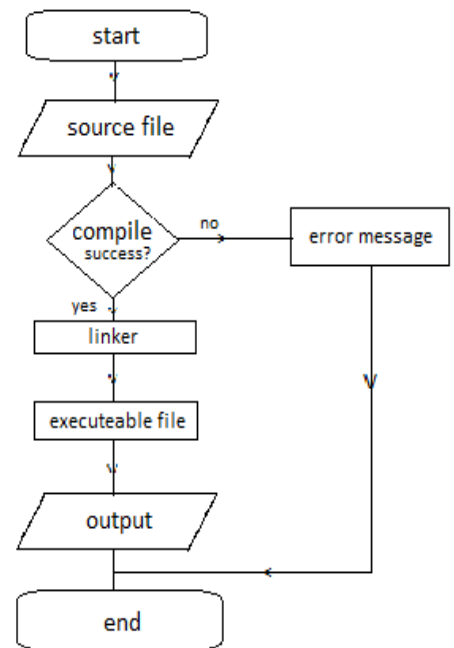 start
source file
compile
success?
no
error message
yes
linker
executeable file
output
end